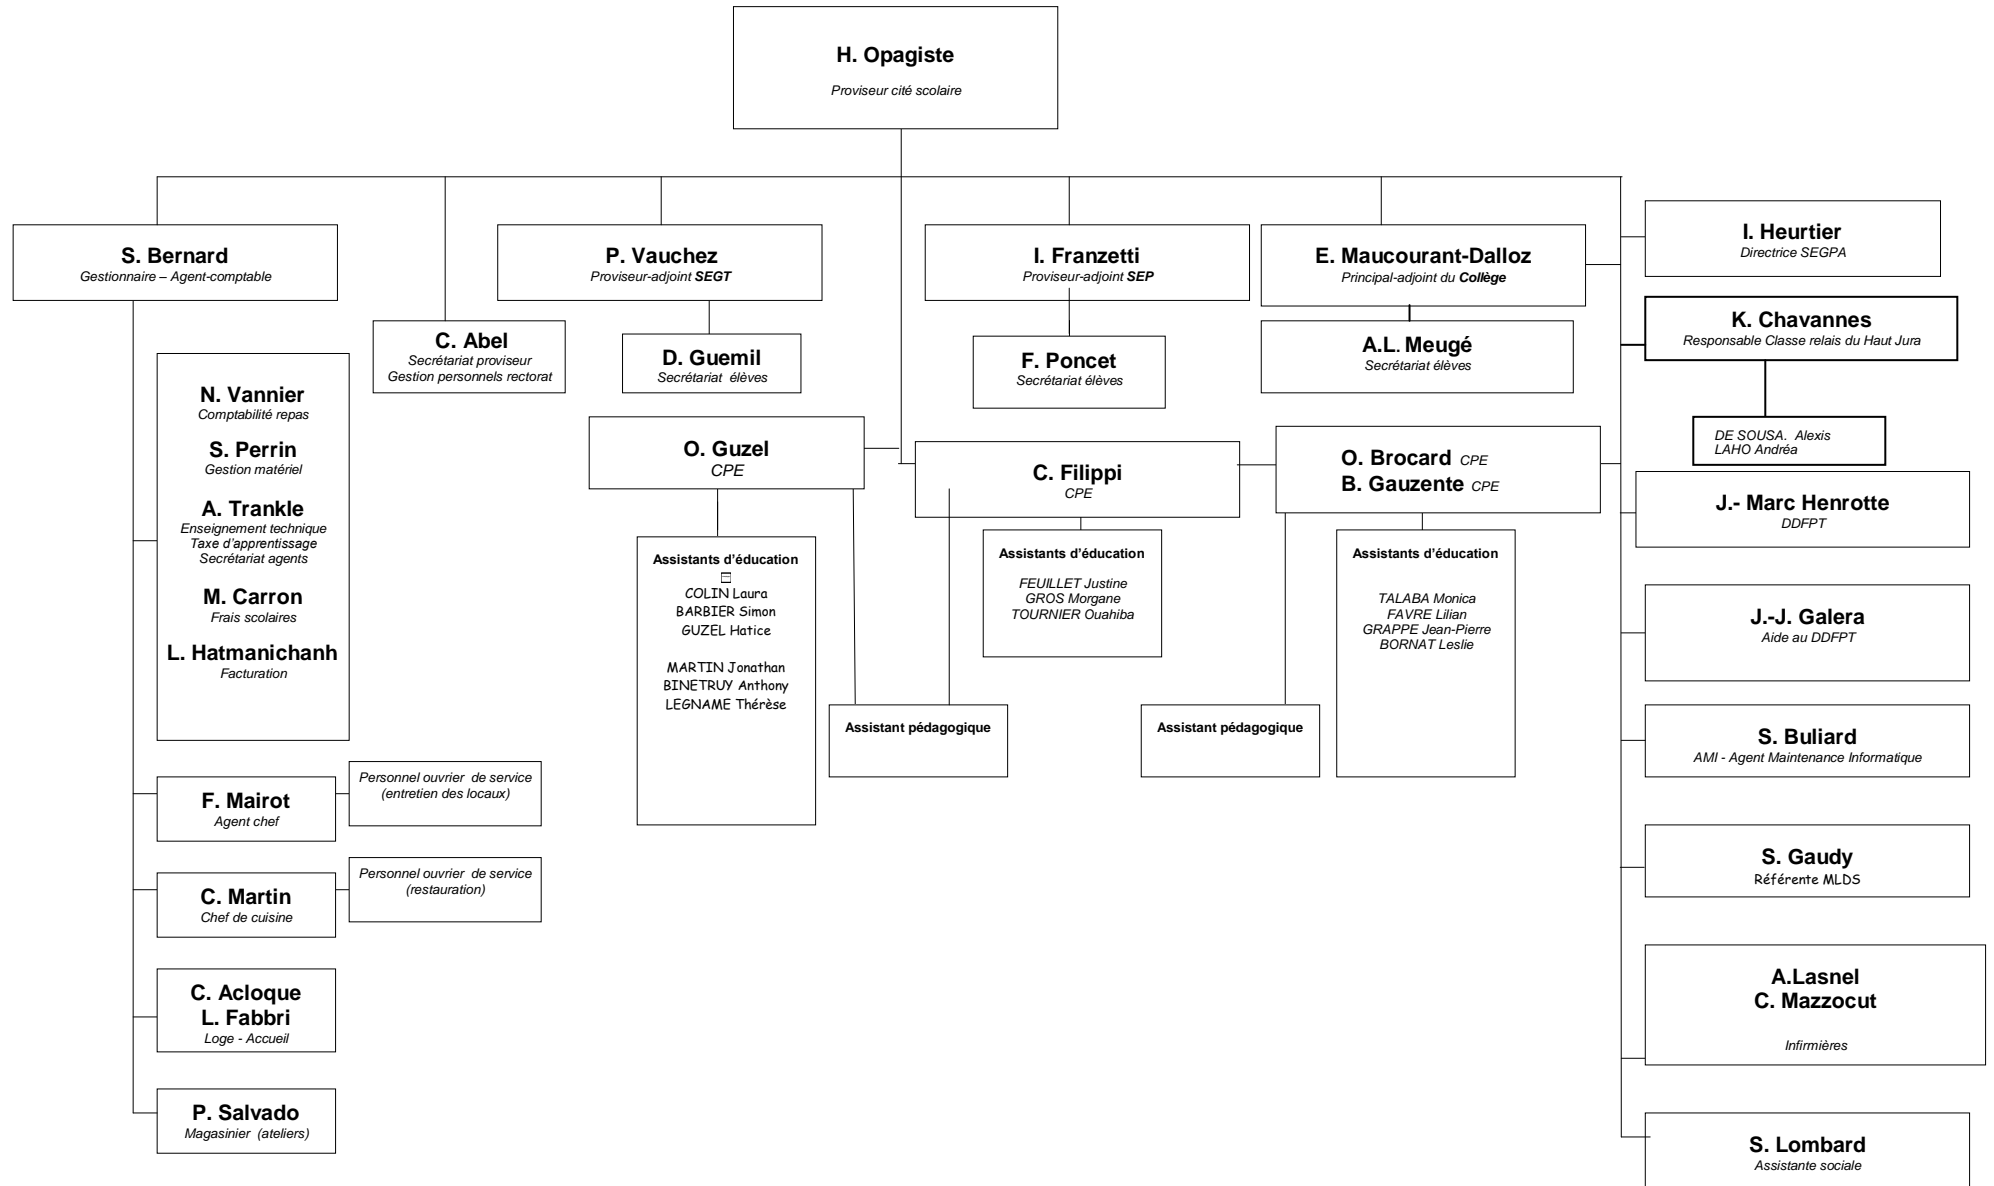 H. Opagiste
Proviseur cité scolaire
S. Bernard
Gestionnaire – Agent-comptable
C. Abel
Secrétariat proviseur
Gestion personnels rectorat
P. Vauchez
Proviseur-adjoint SEGT
D. Guemil
Secrétariat élèves
I. Franzetti
Proviseur-adjoint SEP
F. Poncet
Secrétariat élèves
E. Maucourant-Dalloz
Principal-adjoint du Collège
A.L. Meugé
Secrétariat élèves
I. Heurtier
Directrice SEGPA
K. Chavannes
Responsable Classe relais du Haut Jura
DE SOUSA. Alexis
LAHO Andréa
N. Vannier
Comptabilité repas
S. Perrin
Gestion matériel
A. Trankle
Enseignement technique
Taxe d'apprentissage
Secrétariat agents
M. Carron
Frais scolaires
L. Hatmanichanh
Facturation
O. Guzel
CPE
C. Filippi
CPE
O. Brocard CPE
B. Gauzente CPE
Assistants d'éducation
COLIN Laura
BARBIER Simon
GUZEL Hatice
MARTIN Jonathan
BINETRUY Anthony
LEGNAME Thérèse
Assistants d'éducation
FEUILLET Justine
GROS Morgane
TOURNIER Ouahiba
Assistants d'éducation
TALABA Monica
FAVRE Lilian
GRAPPE Jean-Pierre
BORNAT Leslie
Assistant pédagogique
Assistant pédagogique
J.- Marc Henrotte
DDFPT
J.-J. Galera
Aide au DDFPT
S. Buliard
AMI - Agent Maintenance Informatique
S. Gaudy
Référente MLDS
A.Lasnel
C. Mazzocut
Infirmières
S. Lombard
Assistante sociale
F. Mairot
Agent chef
Personnel ouvrier de service
(entretien des locaux)
C. Martin
Chef de cuisine
Personnel ouvrier de service
(restauration)
C. Acloque
L. Fabbri
Loge - Accueil
P. Salvado
Magasinier (ateliers)